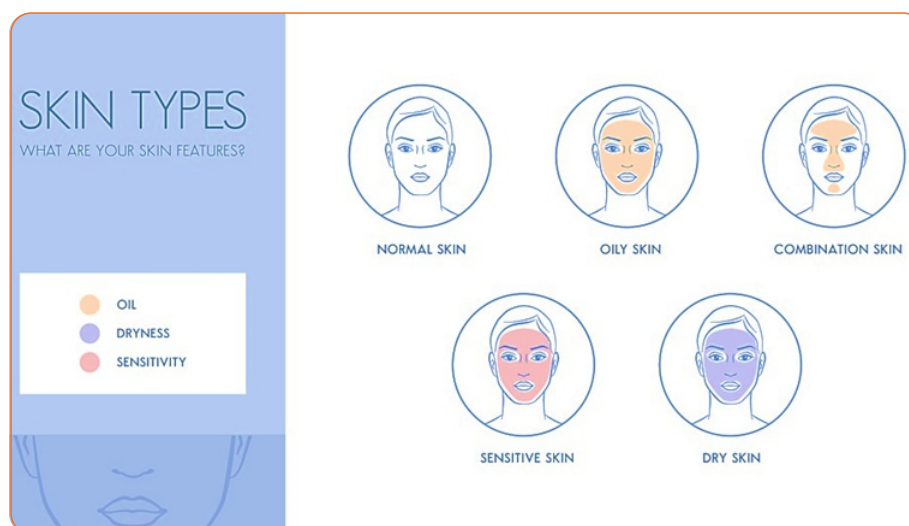 SKIN TYPES
WHAT ARE YOUR SKIN FEATURES?
OIL
DRYNESS
SENSITIVITY
NORMAL SKIN
OILY SKIN
COMBINATION SKIN
SENSITIVE SKIN
DRY SKIN